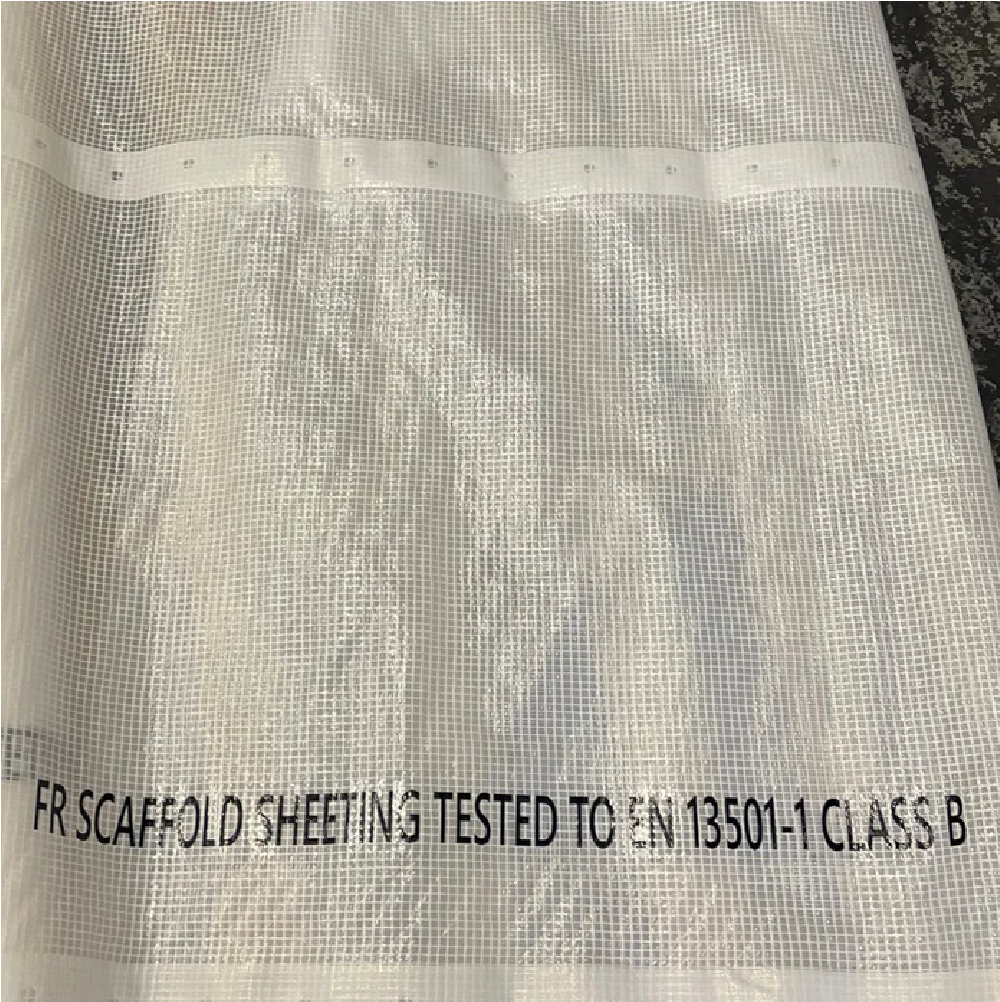 FR SCAFFOLD SHEETING TESTED TO EN 13501-1 CLASS B